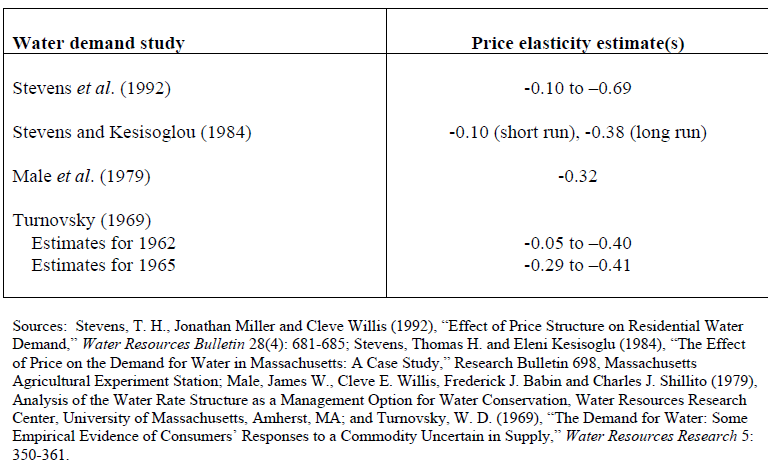 Water demand study Price elasticity estimate(s)
Stevens et al. (1992) -0.10 to –0.69
Stevens and Kesisoglou (1984) -0.10 (short run), -0.38 (long run)
Male et al. (1979) -0.32
Turnovsky (1969)
Estimates for 1962 -0.05 to –0.40
Estimates for 1965 -0.29 to –0.41
Sources: Stevens, T. H., Jonathan Miller and Cleve Willis (1992), “Effect of Price Structure on Residential Water
Demand,” Water Resources Bulletin 28(4): 681-685; Stevens, Thomas H. and Eleni Kesisoglu (1984), “The Effect
of Price on the Demand for Water in Massachusetts: A Case Study,” Research Bulletin 698, Massachusetts
Agricultural Experiment Station; Male, James W., Cleve E. Willis, Frederick J. Babin and Charles J. Shillito (1979),
Analysis of the Water Rate Structure as a Management Option for Water Conservation, Water Resources Research
Center, University of Massachusetts, Amherst, MA; and Turnovsky, W. D. (1969), “The Demand for Water: Some
Empirical Evidence of Consumers’ Responses to a Commodity Uncertain in Supply,” Water Resources Research 5:
350-361.